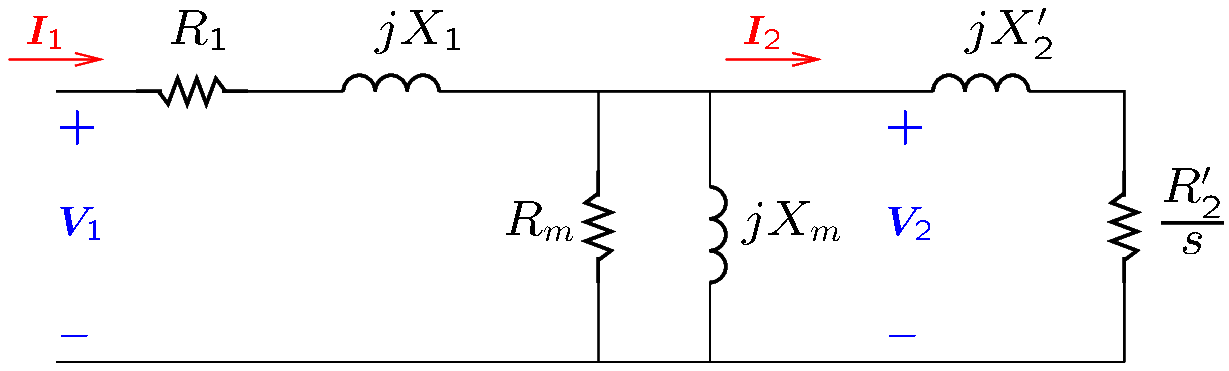 I₁ R₁ jX₁ I₂ jX′₂
+ +
V₁ Rₘ jXₘ V₂ R′₂/s
− −